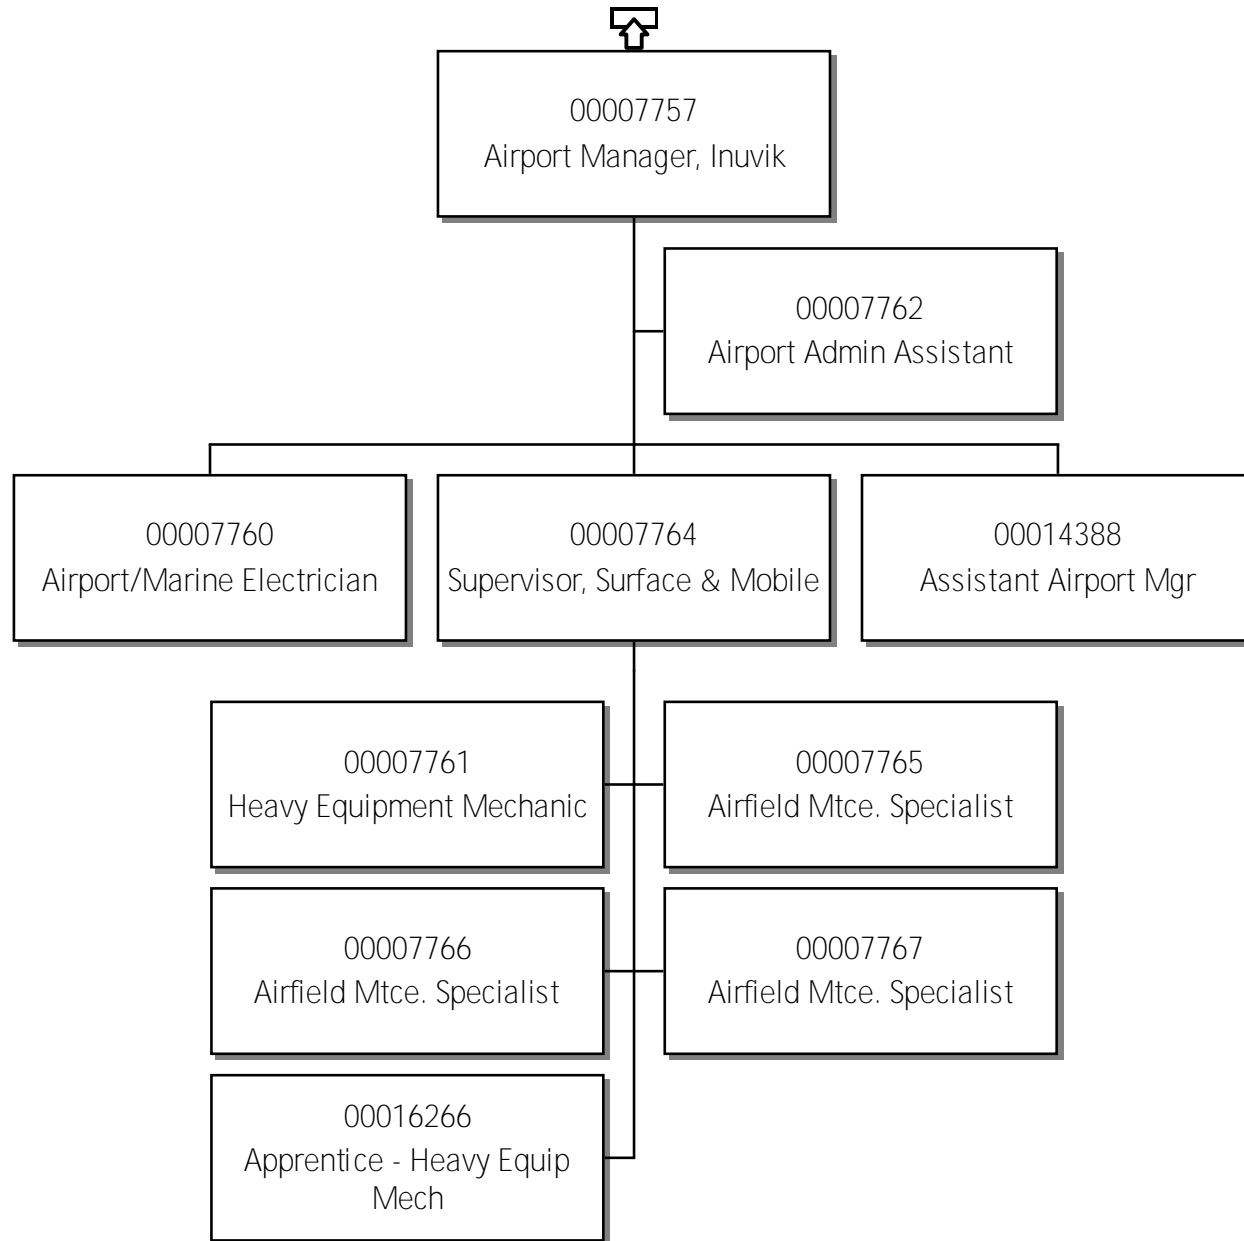 00007757
Airport Manager, Inuvik
00007762
Airport Admin Assistant
00007760
Airport/Marine Electrician
00007764
Supervisor, Surface & Mobile
00014388
Assistant Airport Mgr
00007761
Heavy Equipment Mechanic
00007765
Airfield Mtce. Specialist
00007766
Airfield Mtce. Specialist
00007767
Airfield Mtce. Specialist
00016266
Apprentice - Heavy Equip
Mech